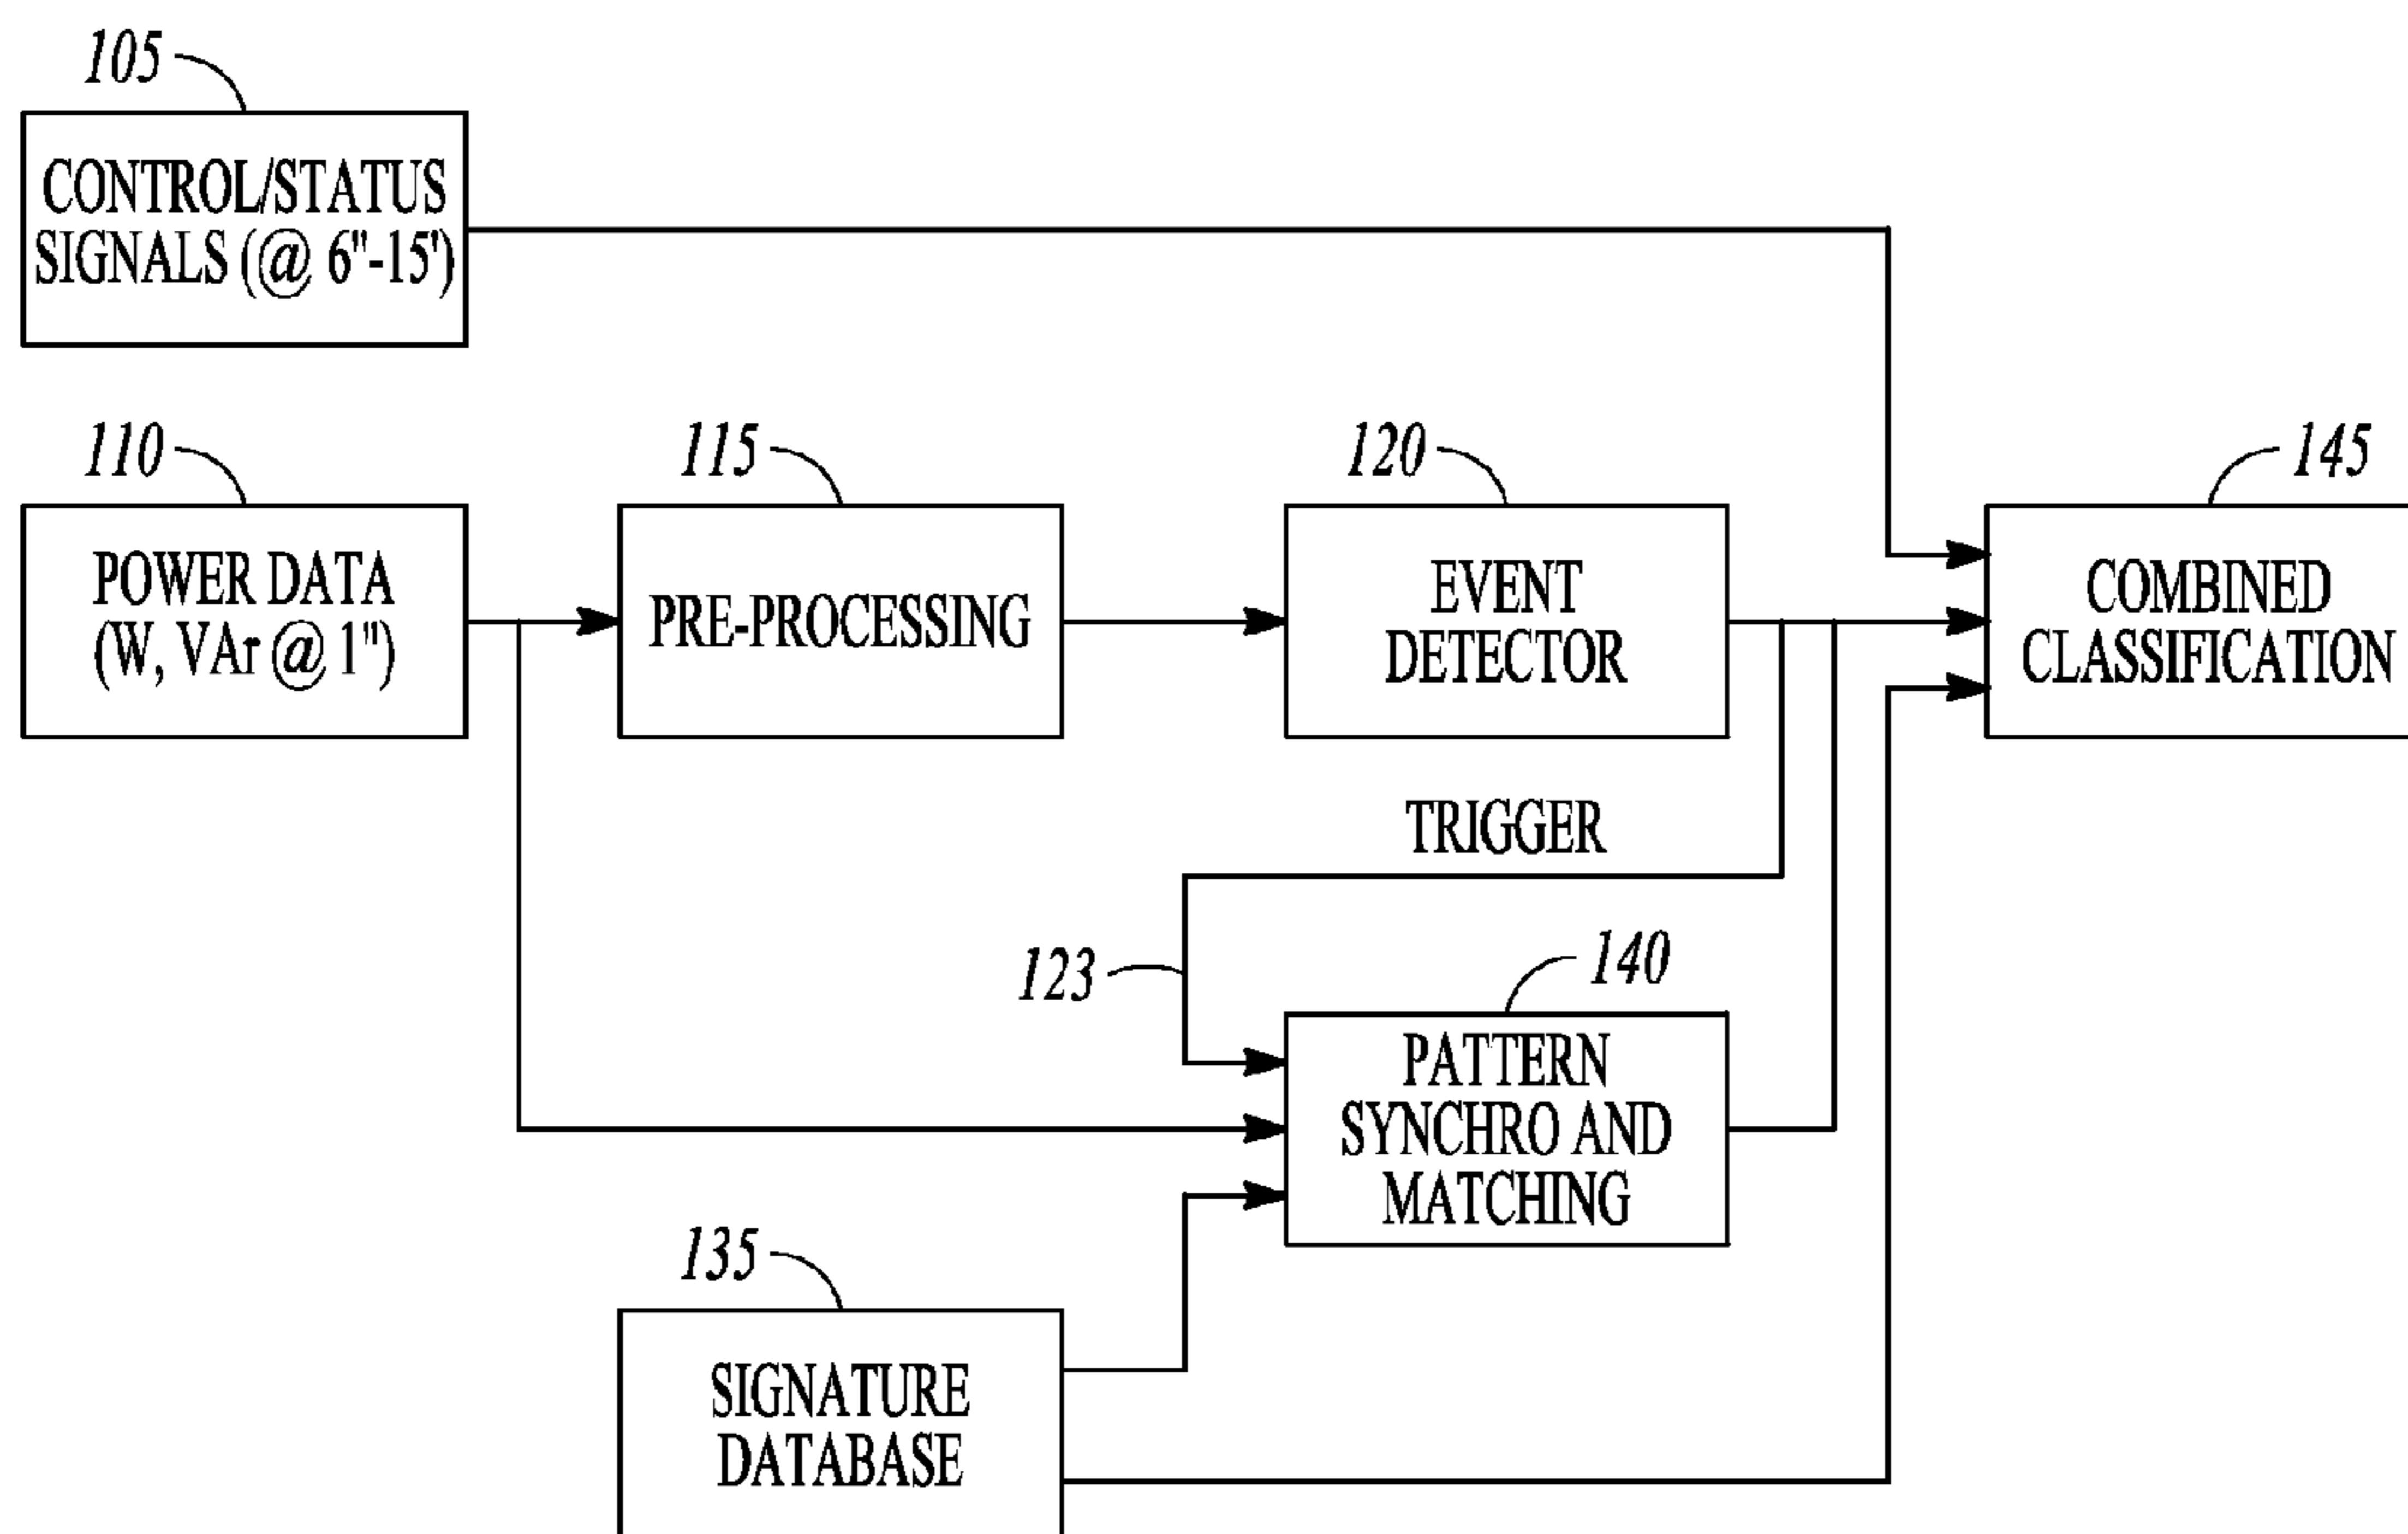 105
CONTROL/STATUS
SIGNALS (@ 6"-15')
110
POWER DATA
(W, VAr @ 1")
115
PRE-PROCESSING
120
EVENT
DETECTOR
145
COMBINED
CLASSIFICATION
TRIGGER
123
140
PATTERN
SYNCHRO AND
MATCHING
135
SIGNATURE
DATABASE